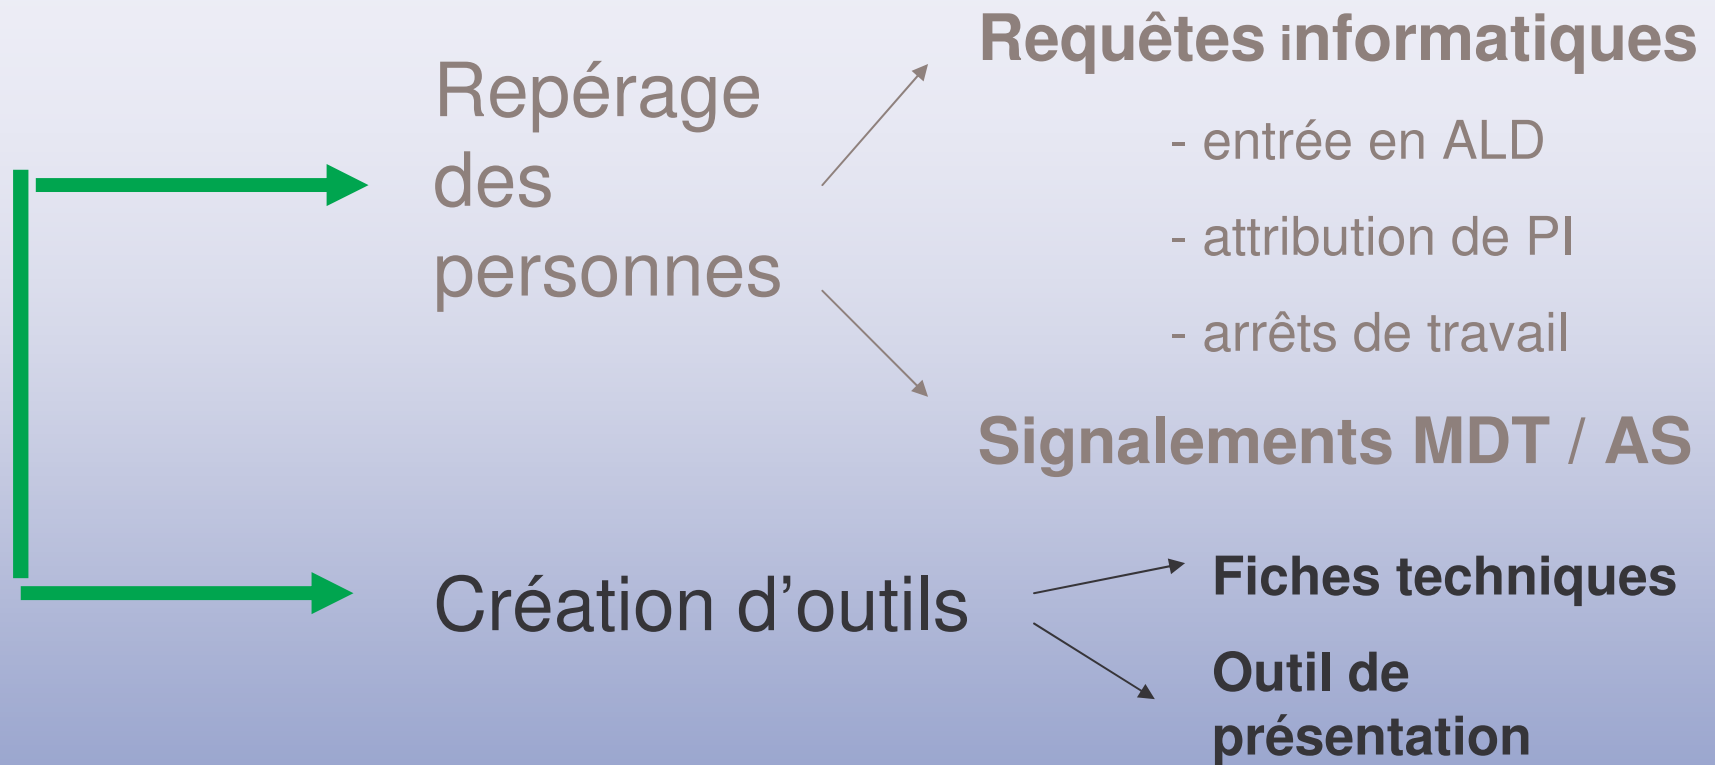 Repérage
des
personnes
Requêtes informatiques
- entrée en ALD
- attribution de PI
- arrêts de travail
Signalements MDT / AS
Création d’outils
Fiches techniques
Outil de
présentation